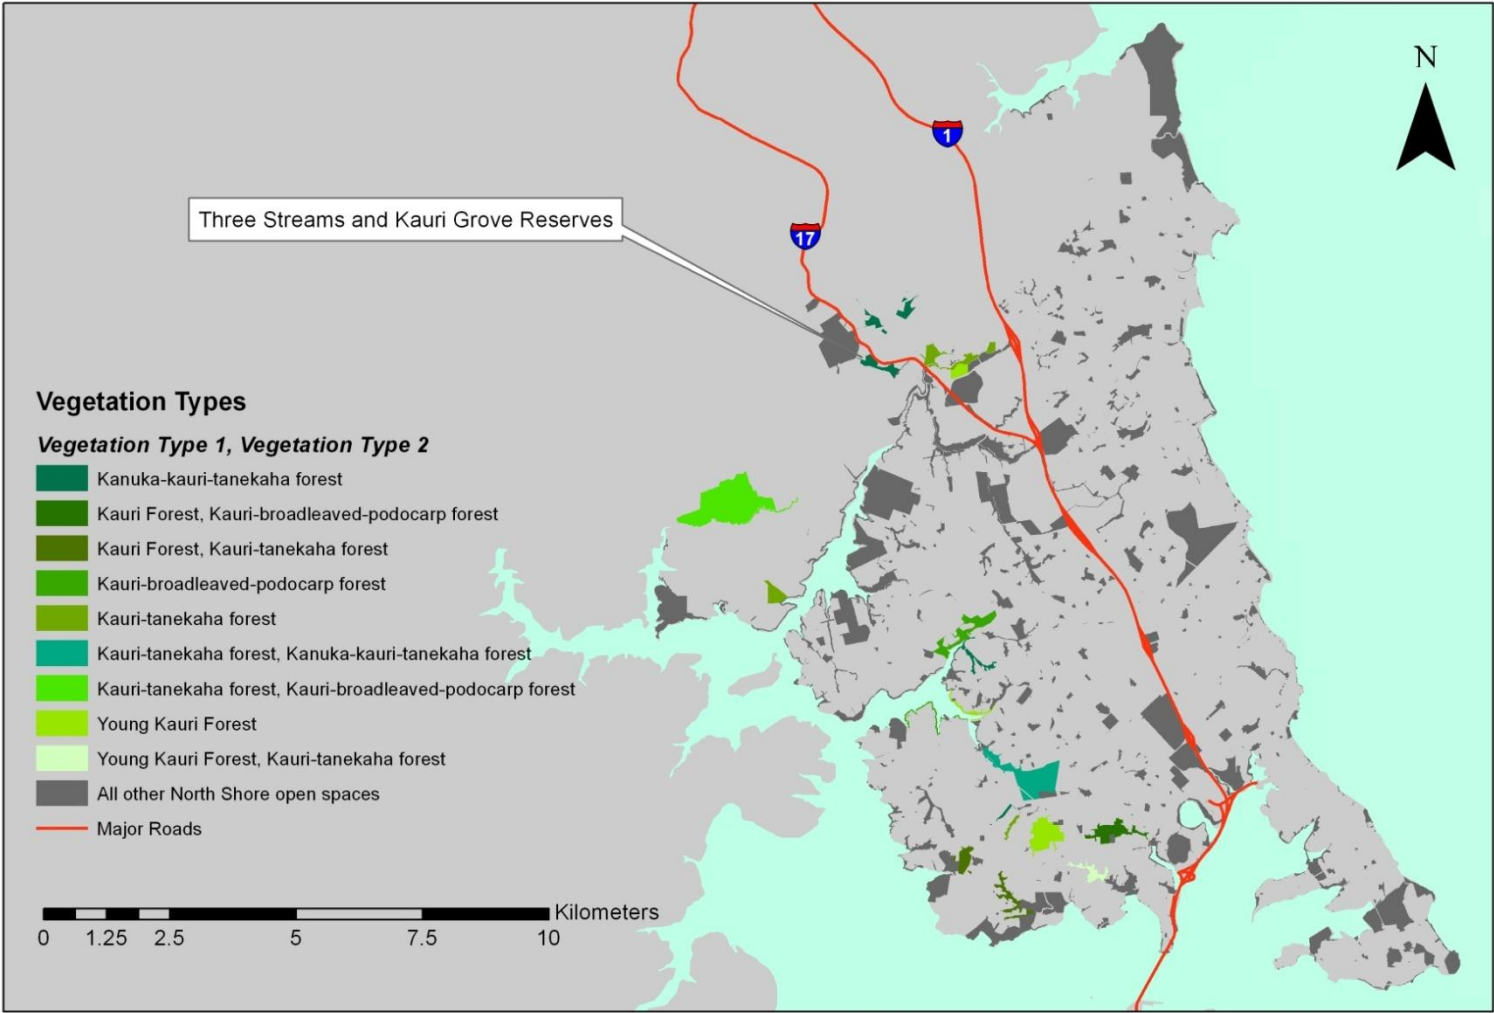 N
1
Three Streams and Kauri Grove Reserves
17
Vegetation Types
Vegetation Type 1, Vegetation Type 2
Kanuka-kauri-tanekaha forest
Kauri Forest, Kauri-broadleaved-podocarp forest
Kauri Forest, Kauri-tanekaha forest
Kauri-broadleaved-podocarp forest
Kauri-tanekaha forest
Kauri-tanekaha forest, Kanuka-kauri-tanekaha forest
Kauri-tanekaha forest, Kauri-broadleaved-podocarp forest
Young Kauri Forest
Young Kauri Forest, Kauri-tanekaha forest
All other North Shore open spaces
Major Roads
Kilometers
0 1.25 2.5 5 7.5 10